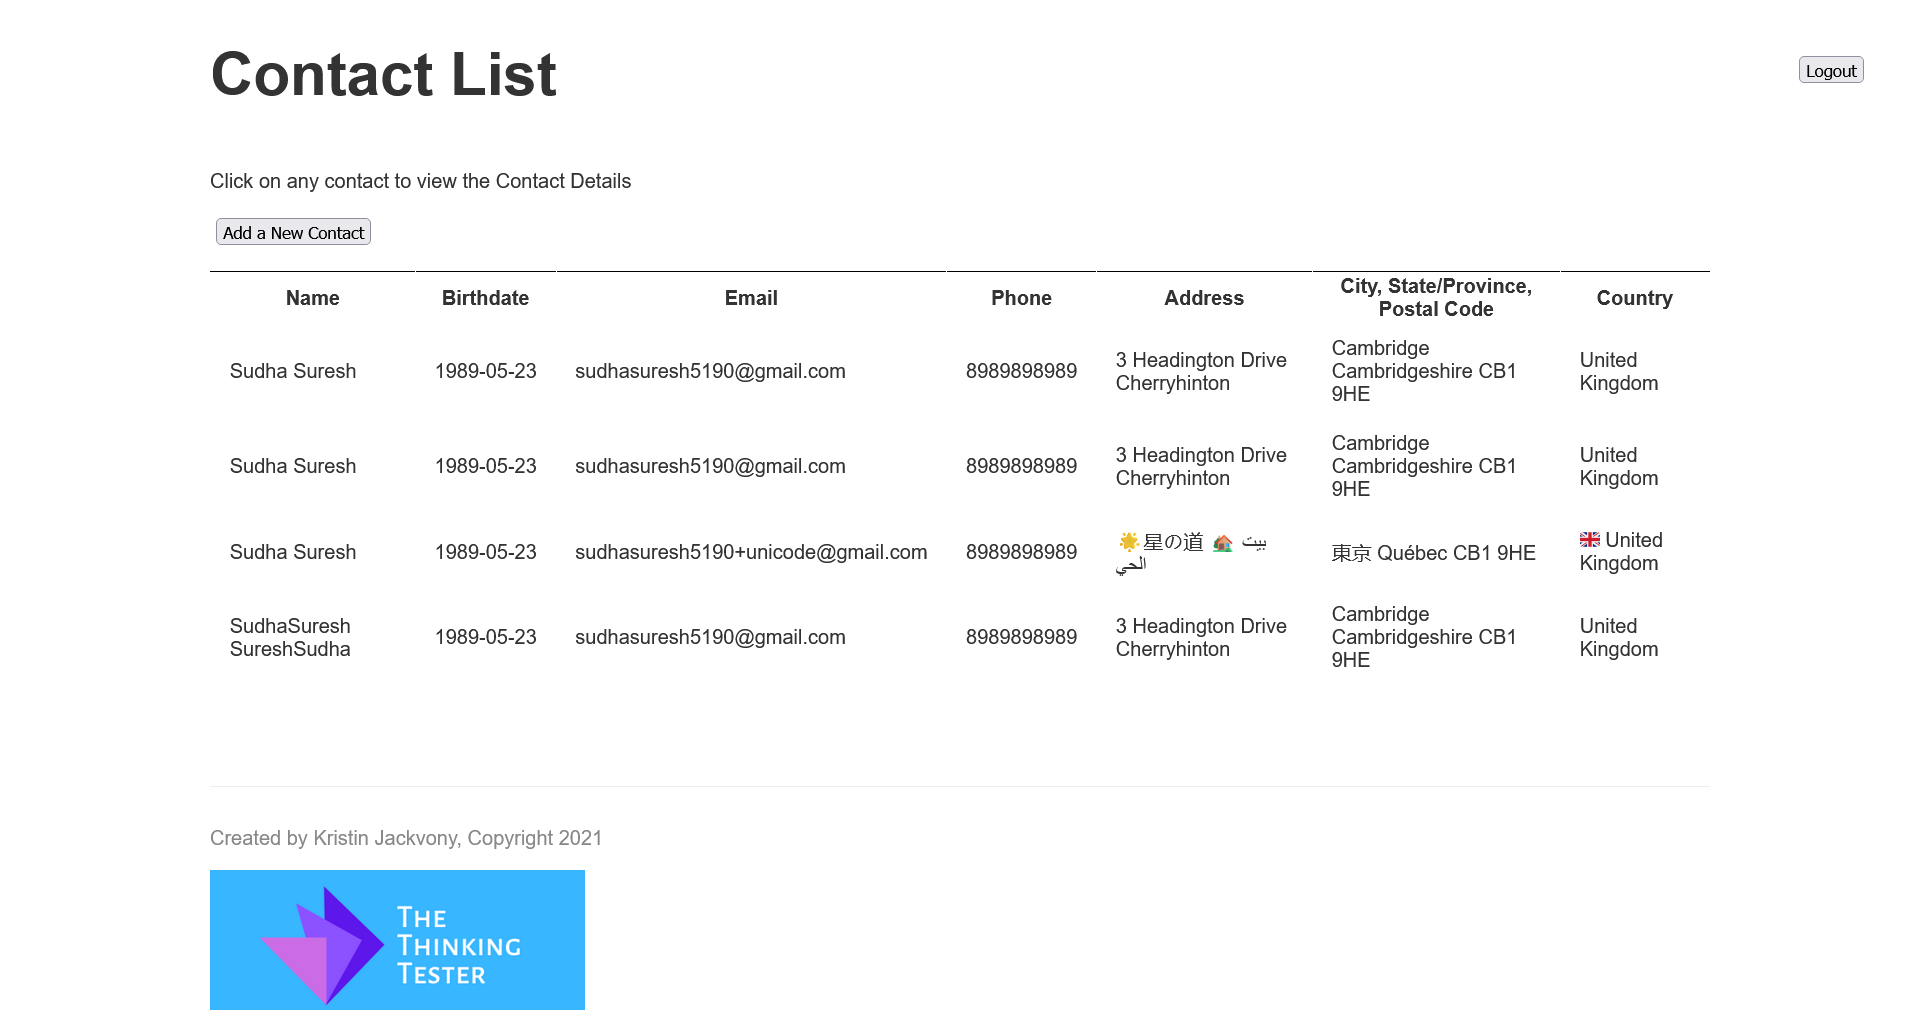 Contact List
Logout
Click on any contact to view the Contact Details
Add a New Contact
Name Birthdate Email Phone Address City, State/Province, Postal Code Country
Sudha Suresh 1989-05-23 sudhasuresh5190@gmail.com 8989898989 3 Headington Drive Cherryhinton Cambridge Cambridgeshire CB1 9HE United Kingdom
Sudha Suresh 1989-05-23 sudhasuresh5190@gmail.com 8989898989 3 Headington Drive Cherryhinton Cambridge Cambridgeshire CB1 9HE United Kingdom
Sudha Suresh 1989-05-23 sudhasuresh5190+unicode@gmail.com 8989898989 🌟星の道 🏠 بيت الحي 東京 Québec CB1 9HE 🇬🇧 United Kingdom
SudhaSuresh SureshSudha 1989-05-23 sudhasuresh5190@gmail.com 8989898989 3 Headington Drive Cherryhinton Cambridge Cambridgeshire CB1 9HE United Kingdom
Created by Kristin Jackvony, Copyright 2021
THE
THINKING
TESTER